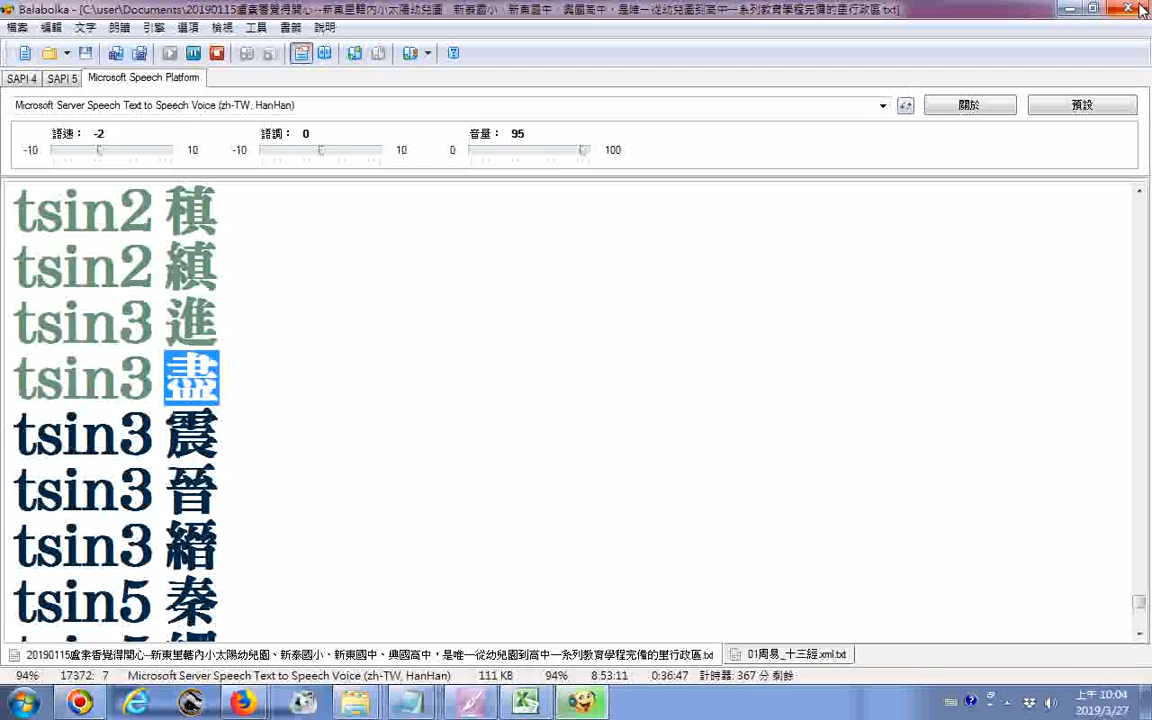 Balabolka - [C:\user\Documents\20190115盧素香覺得開心--新東里轄內小太陽幼兒園、新泰國小、新東國中、興國高中，是唯一從幼兒園到高中一系列教育學程完備的里行政區.txt]
檔案 編輯 文字 朗讀 引擎 選項 檢視 工具 書籤 說明
SAPI 4 SAPI 5 Microsoft Speech Platform
Microsoft Server Speech Text to Speech Voice (zh-TW, HanHan) 關於 預設
語速： -2 語調： 0 音量： 95
-10 10 -10 10 0 100
tsin2 稹
tsin2 縝
tsin3 進
tsin3 盡
tsin3 震
tsin3 晉
tsin3 縉
tsin5 秦
20190115盧素香覺得開心--新東里轄內小太陽幼兒園、新泰國小、新東國中、興國高中，是唯一從幼兒園到高中一系列教育學程完備的里行政區.txt 01周易_十三經.xml.txt
94% 17372: 7 Microsoft Server Speech Text to Speech Voice (zh-TW, HanHan) 111 KB 94% 8:53:11 0:36:47 計時器: 367 分 剩餘
上午 10:04
2019/3/27